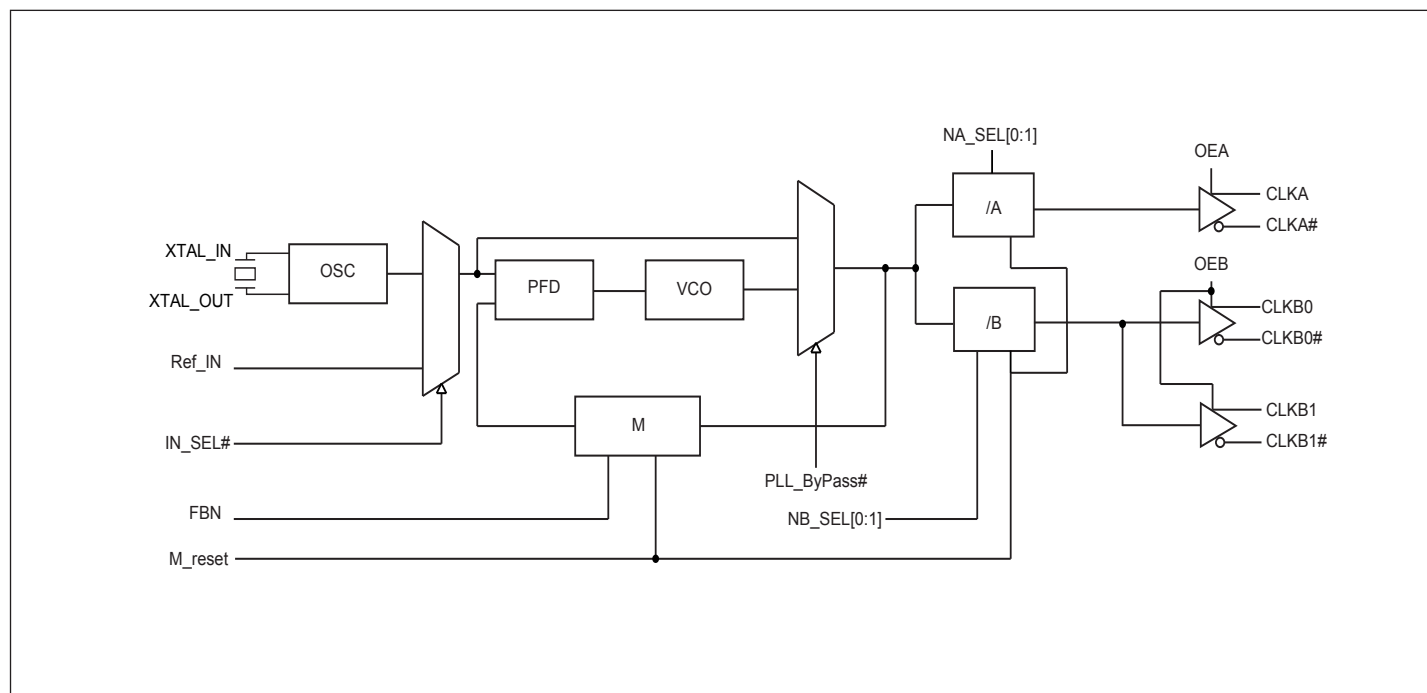 NA_SEL[0:1]
OEA
/A
CLKA
CLKA#
XTAL_IN
OSC
XTAL_OUT
PFD
VCO
OEB
/B
CLKB0
CLKB0#
Ref_IN
M
CLKB1
CLKB1#
IN_SEL#
PLL_ByPass#
FBN
NB_SEL[0:1]
M_reset